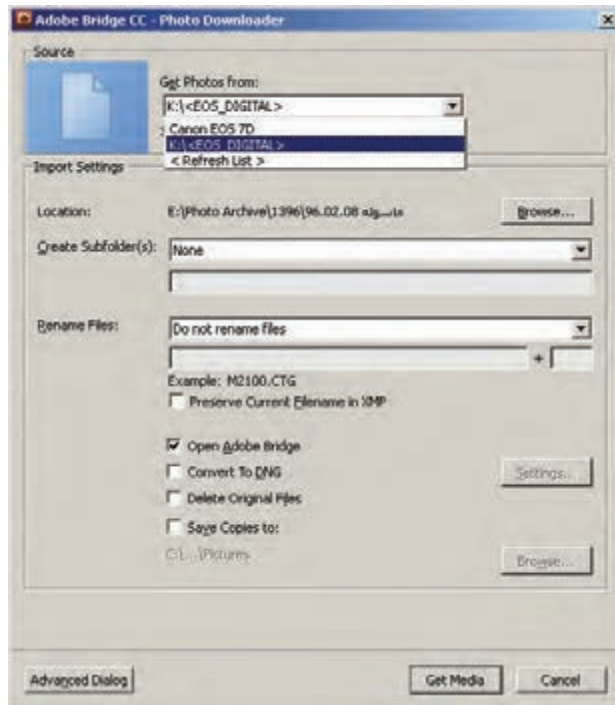 Adobe Bridge CC - Photo Downloader
Source
Get Photos from:
K:\<EOS_DIGITAL>
Canon EOS 7D
K:\<EOS_DIGITAL>
< Refresh List >
Import Settings
Location: E:\Photo Archive\1396\96.02.08 ماسوله Browse...
Create Subfolder(s): None
Rename Files: Do not rename files
+
Example: M2100.CTG
Preserve Current Filename in XMP
Open Adobe Bridge
Convert To DNG Settings...
Delete Original Files
Save Copies to:
C:\...\Pictures Browse...
Advanced Dialog Get Media Cancel